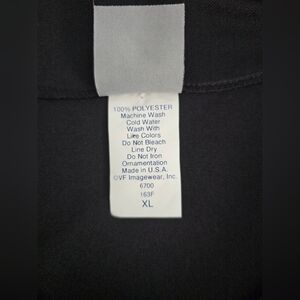 100% POLYESTER
Machine Wash
Cold Water
Wash With
Like Colors
Do Not Bleach
Line Dry
Do Not Iron
Ornamentation
Made in U.S.A.
©VF Imagewear, Inc.
6700
163F
XL